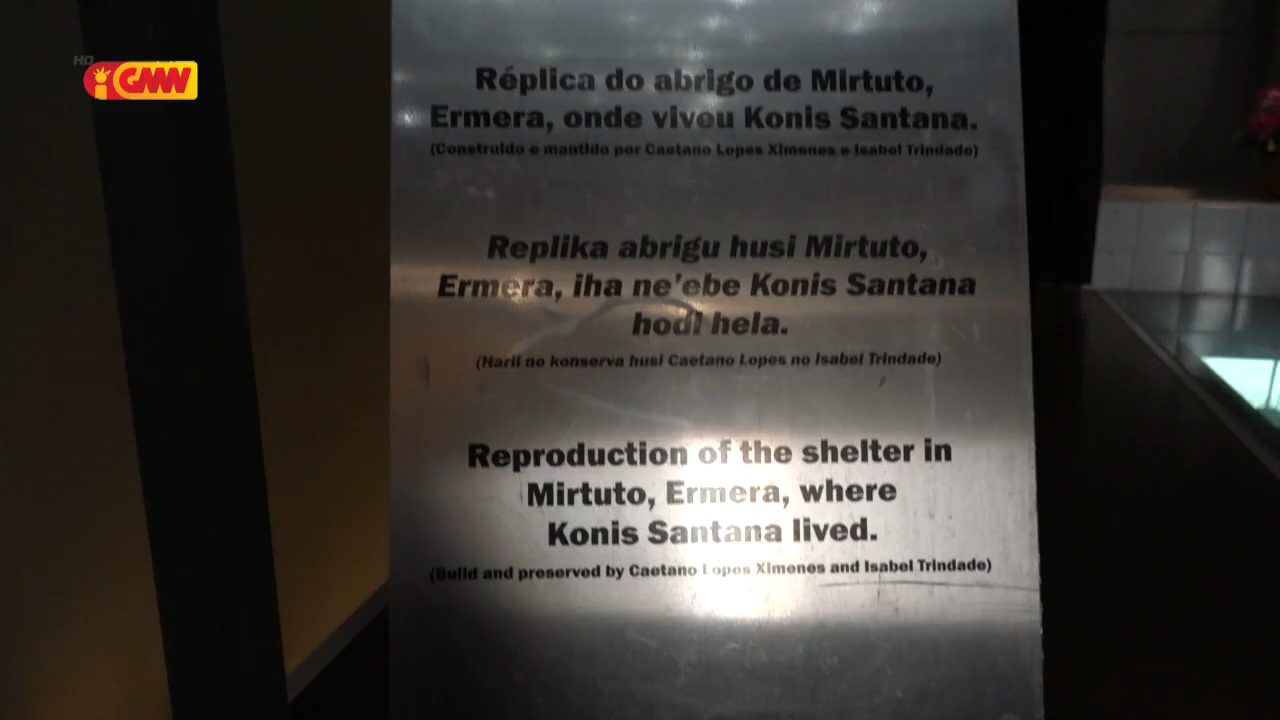 HD
GMN
Réplica do abrigo de Mirtuto,
Ermera, onde viveu Konis Santana.
(Construido e mantido por Caetano Lopes Ximenes e Isabel Trindade)
Replika abrigu husi Mirtuto,
Ermera, iha ne'ebe Konis Santana
hodi hela.
(Harii no konserva husi Caetano Lopes no Isabel Trindade)
Reproduction of the shelter in
Mirtuto, Ermera, where
Konis Santana lived.
(Build and preserved by Caetano Lopes Ximenes and Isabel Trindade)